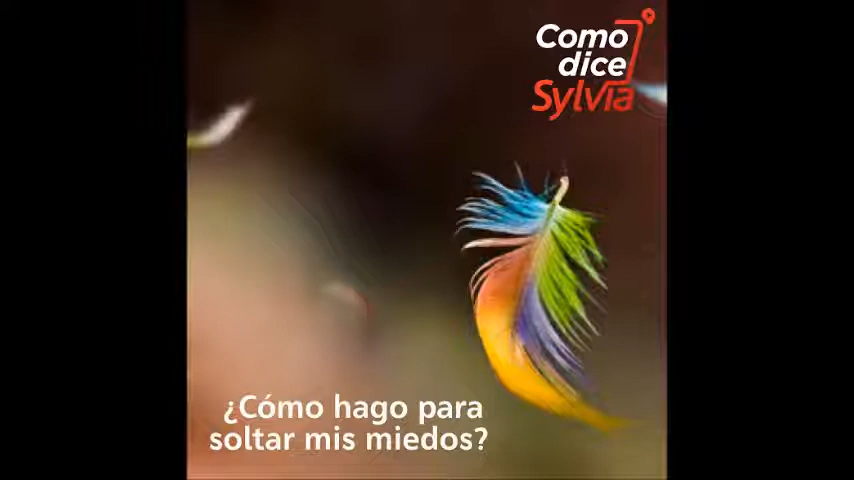 Como
dice
Sylvia
¿Cómo hago para
soltar mis miedos?